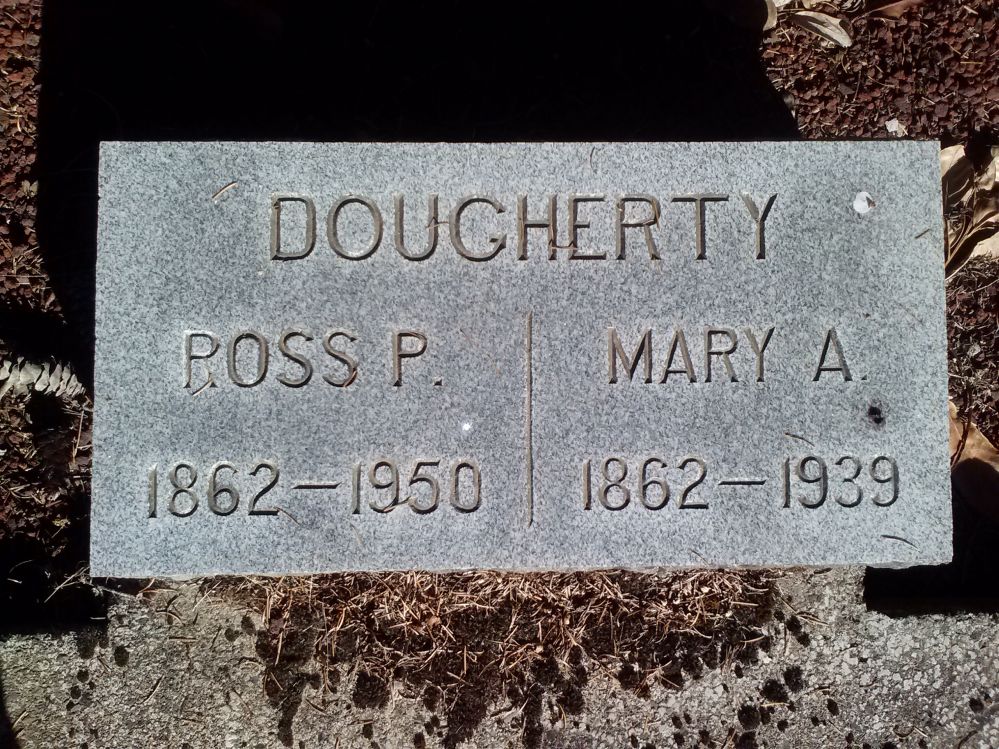 DOUGHERTY
ROSS P. MARY A.
1862–1950 1862–1939